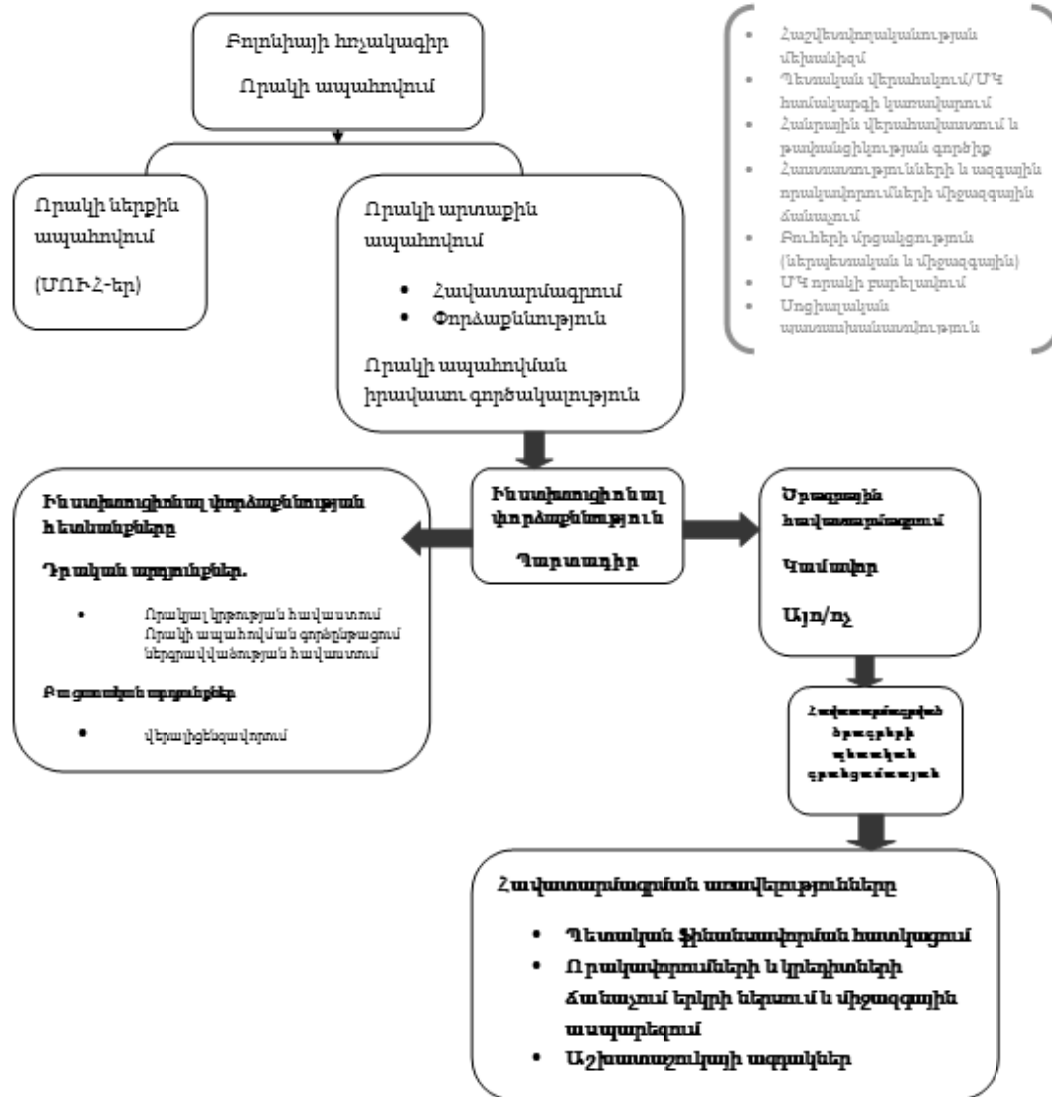 Բոլոնիայի հռչակագիր
Որակի ապահովում
• Հաշվետվողականության
մեխանիզմ
• Պետական վերահսկում/ՄԿ
համակարգի կառավարում
• Հանրային վերահավաստում և
թափանցիկության գործիք
• Հաստատությունների և ազգային
որակավորումների միջազգային
ճանաչում
• Բուհերի մրցակցություն
(ներպետական և միջազգային)
• ՄԿ որակի բարելավում
• Սոցիալական
պատասխանատվություն
Որակի ներքին
ապահովում
(ՄՈՒՀ-եր)
Որակի արտաքին
ապահովում
• Հավատարմագրում
• Փորձաքննություն
Որակի ապահովման
իրավասու գործակալություն
Ինստիտուցիոնալ փորձաքննության
հետևանքները
Դրական արդյունքներ.
• Որակյալ կրթության հավաստում
Որակի ապահովման գործընթացում
ներգրավվածության հավաստում
Բացասական արդյունքներ
• վերալիցենզավորում
Ինստիտուցիոնալ
փորձաքննություն
Պարտադիր
Ծրագրային
հավատարմագրում
Կամավոր
Այո/ոչ
Հավատարմագրված
ծրագրերի
պետական
գրանցամատյան
Հավատարմագրման առավելությունները
• Պետական ֆինանսավորման հատկացում
• Որակավորումների և կրեդիտների
ճանաչում երկրի ներսում և միջազգային
ասպարեզում
• Աշխատաշուկայի ազդակներ